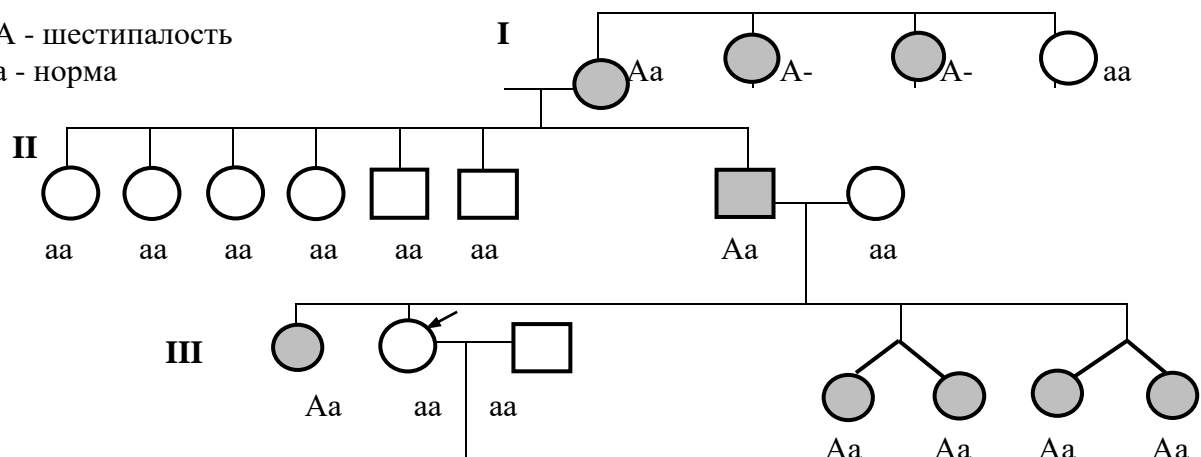 А - шестипалость
а - норма
I
Аа
А-
А-
аа
II
аа аа аа аа аа аа Аа аа
III
Аа аа аа
Аа Аа Аа Аа